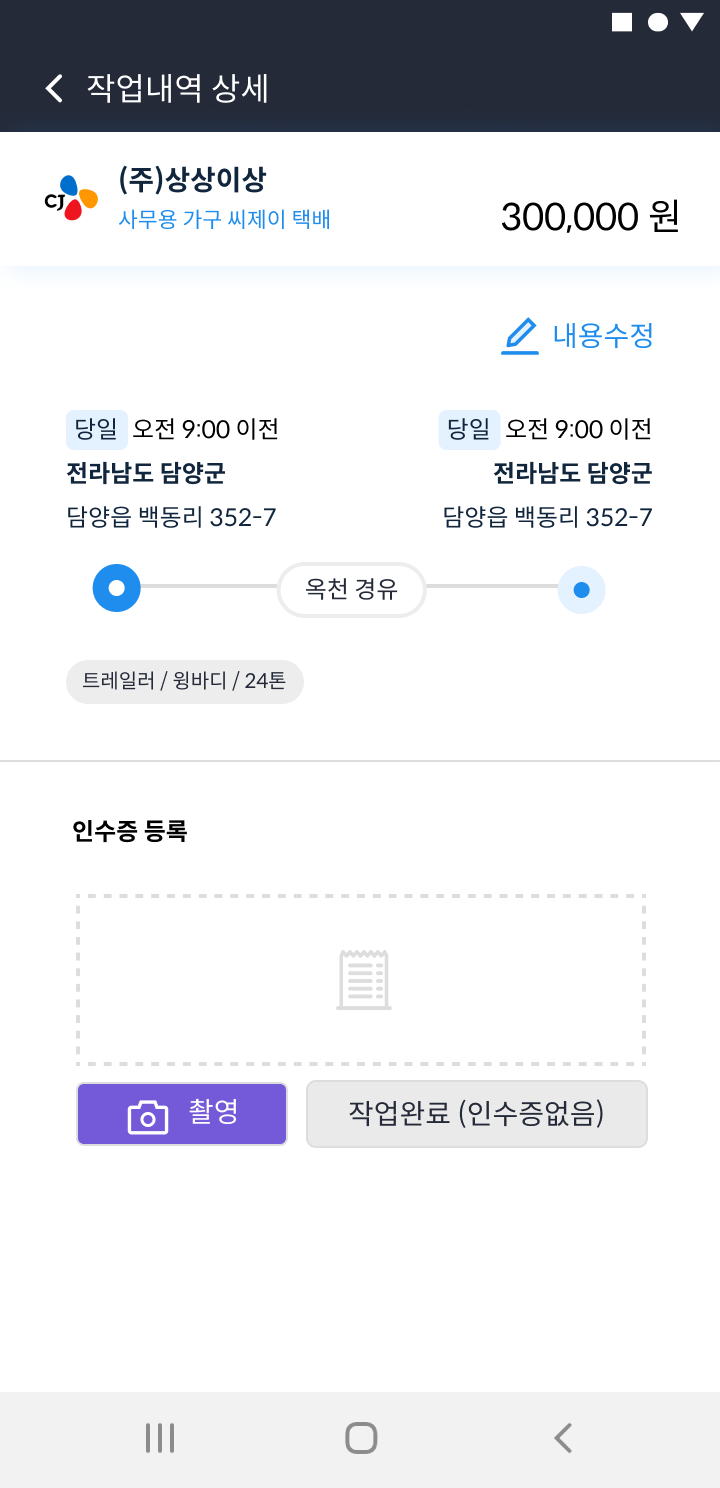 작업내역 상세
CJ
(주)상상이상
사무용 가구 씨제이 택배
300,000 원
내용수정
당일 오전 9:00 이전
당일 오전 9:00 이전
전라남도 담양군
전라남도 담양군
담양읍 백동리 352-7
담양읍 백동리 352-7
옥천 경유
트레일러 / 윙바디 / 24톤
인수증 등록
촬영
작업완료 (인수증없음)